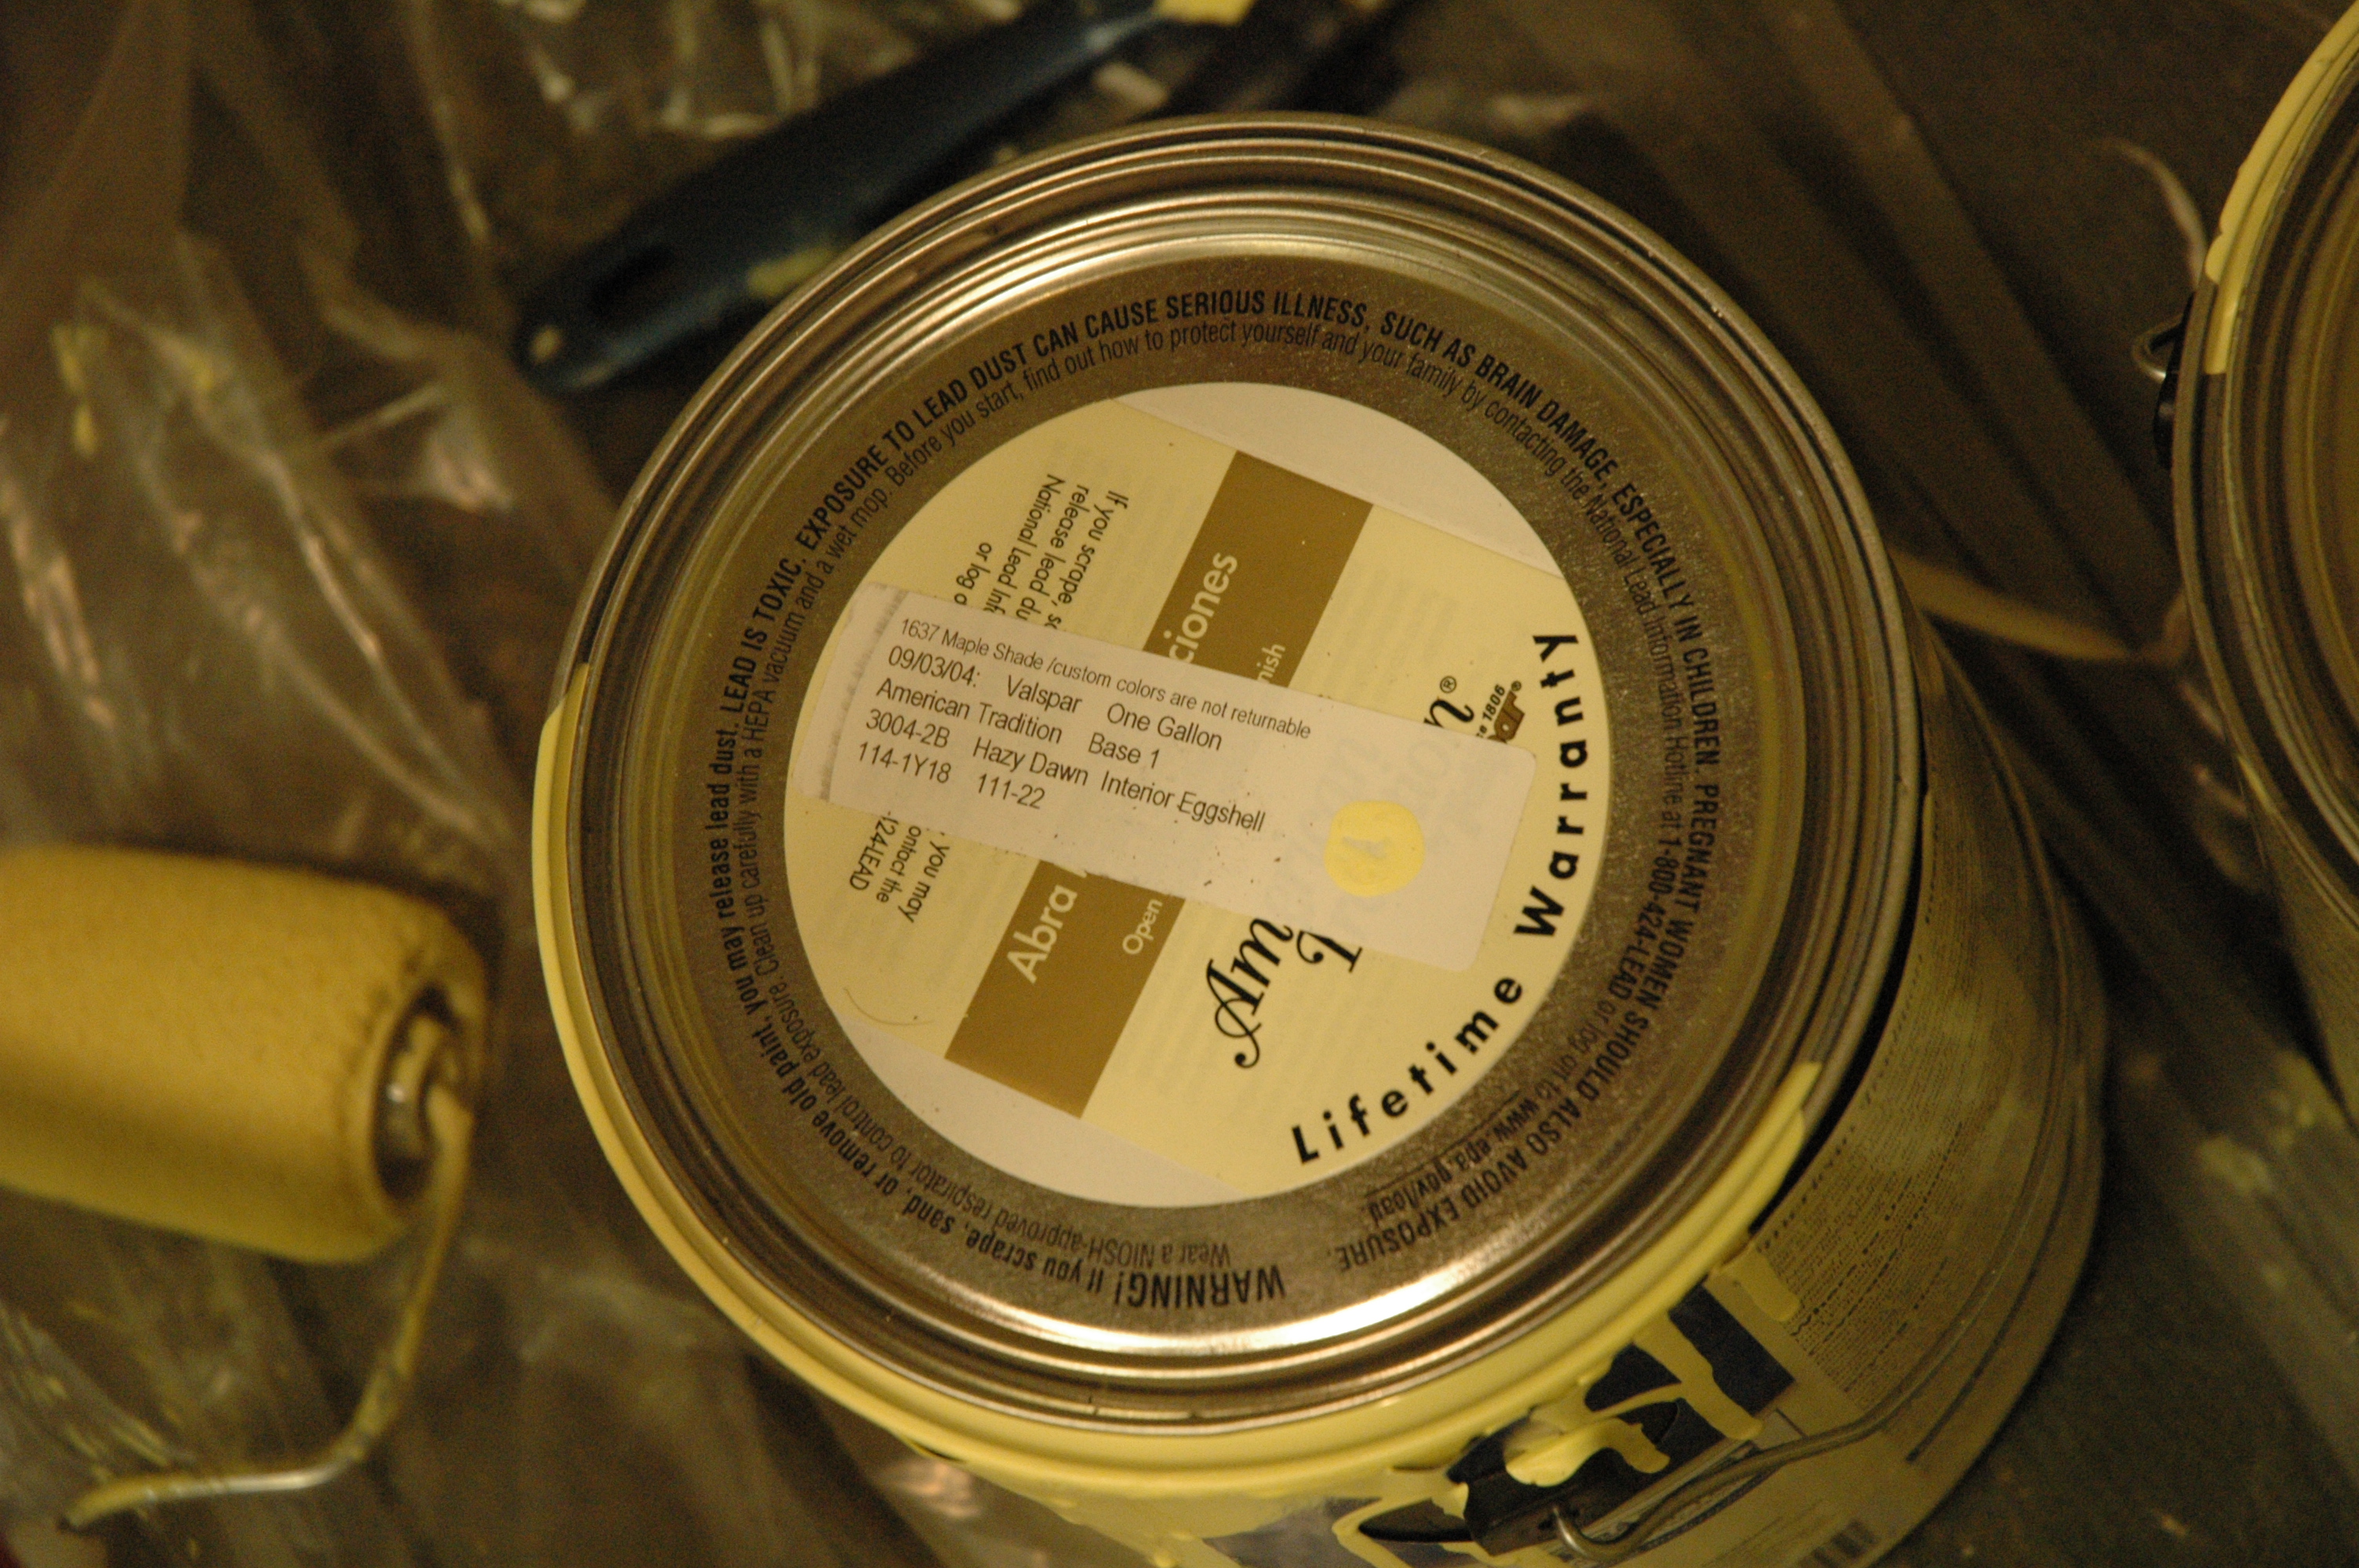 WARNING! If you scrape, sand, or remove old paint, you may release lead dust. LEAD IS TOXIC. EXPOSURE TO LEAD DUST CAN CAUSE SERIOUS ILLNESS, SUCH AS BRAIN DAMAGE, ESPECIALLY IN CHILDREN. PREGNANT WOMEN SHOULD ALSO AVOID EXPOSURE.
Wear a NIOSH-approved respirator to control lead exposure. Clean up carefully with a HEPA vacuum and a wet mop. Before you start, find out how to protect yourself and your family by contacting the National Lead Information Hotline at 1-800-424-LEAD or log on to www.epa.gov/lead.
1637 Maple Shade /custom colors are not returnable
09/03/04: Valspar One Gallon
American Tradition Base 1
3004-2B Hazy Dawn Interior Eggshell
114-1Y18 111-22
If you scrape, s
you may
release lead du
ontact the
National Lead Inf
424-LEAD
or log o
Abra
ciones
Open
nish
Am
n®
T
1806
ar®
Lifetime Warranty